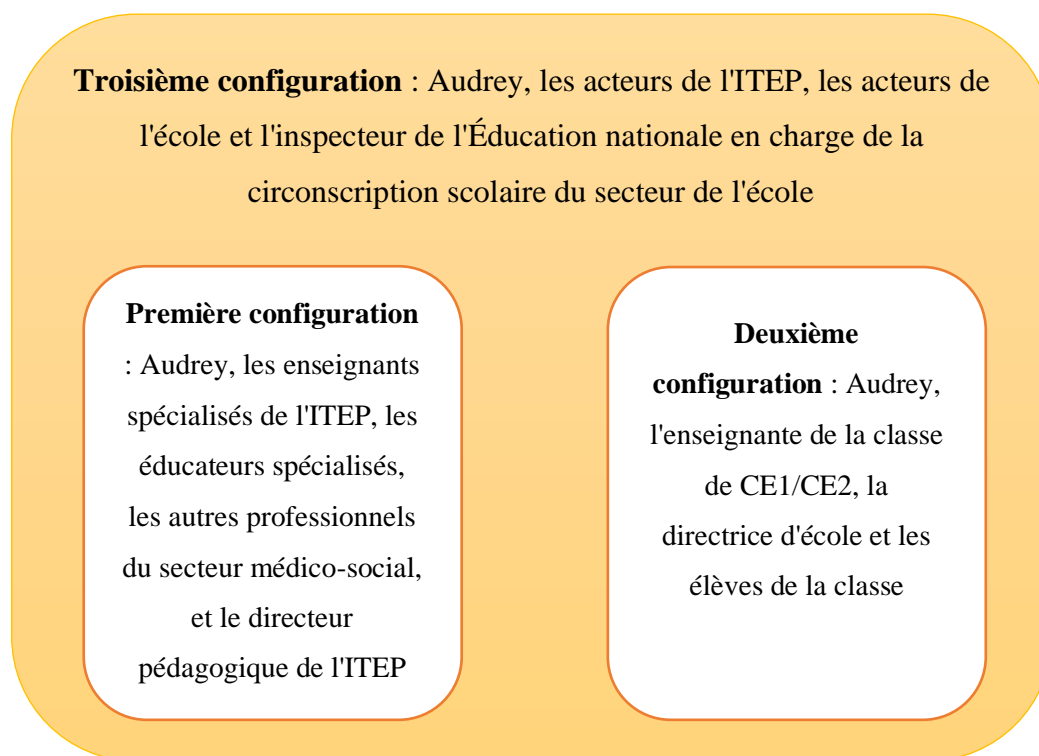 Troisième configuration : Audrey, les acteurs de l'ITEP, les acteurs de
l'école et l'inspecteur de l'Éducation nationale en charge de la
circonscription scolaire du secteur de l'école
Première configuration
: Audrey, les enseignants
spécialisés de l'ITEP, les
éducateurs spécialisés,
les autres professionnels
du secteur médico-social,
et le directeur
pédagogique de l'ITEP
Deuxième
configuration : Audrey,
l'enseignante de la classe
de CE1/CE2, la
directrice d'école et les
élèves de la classe